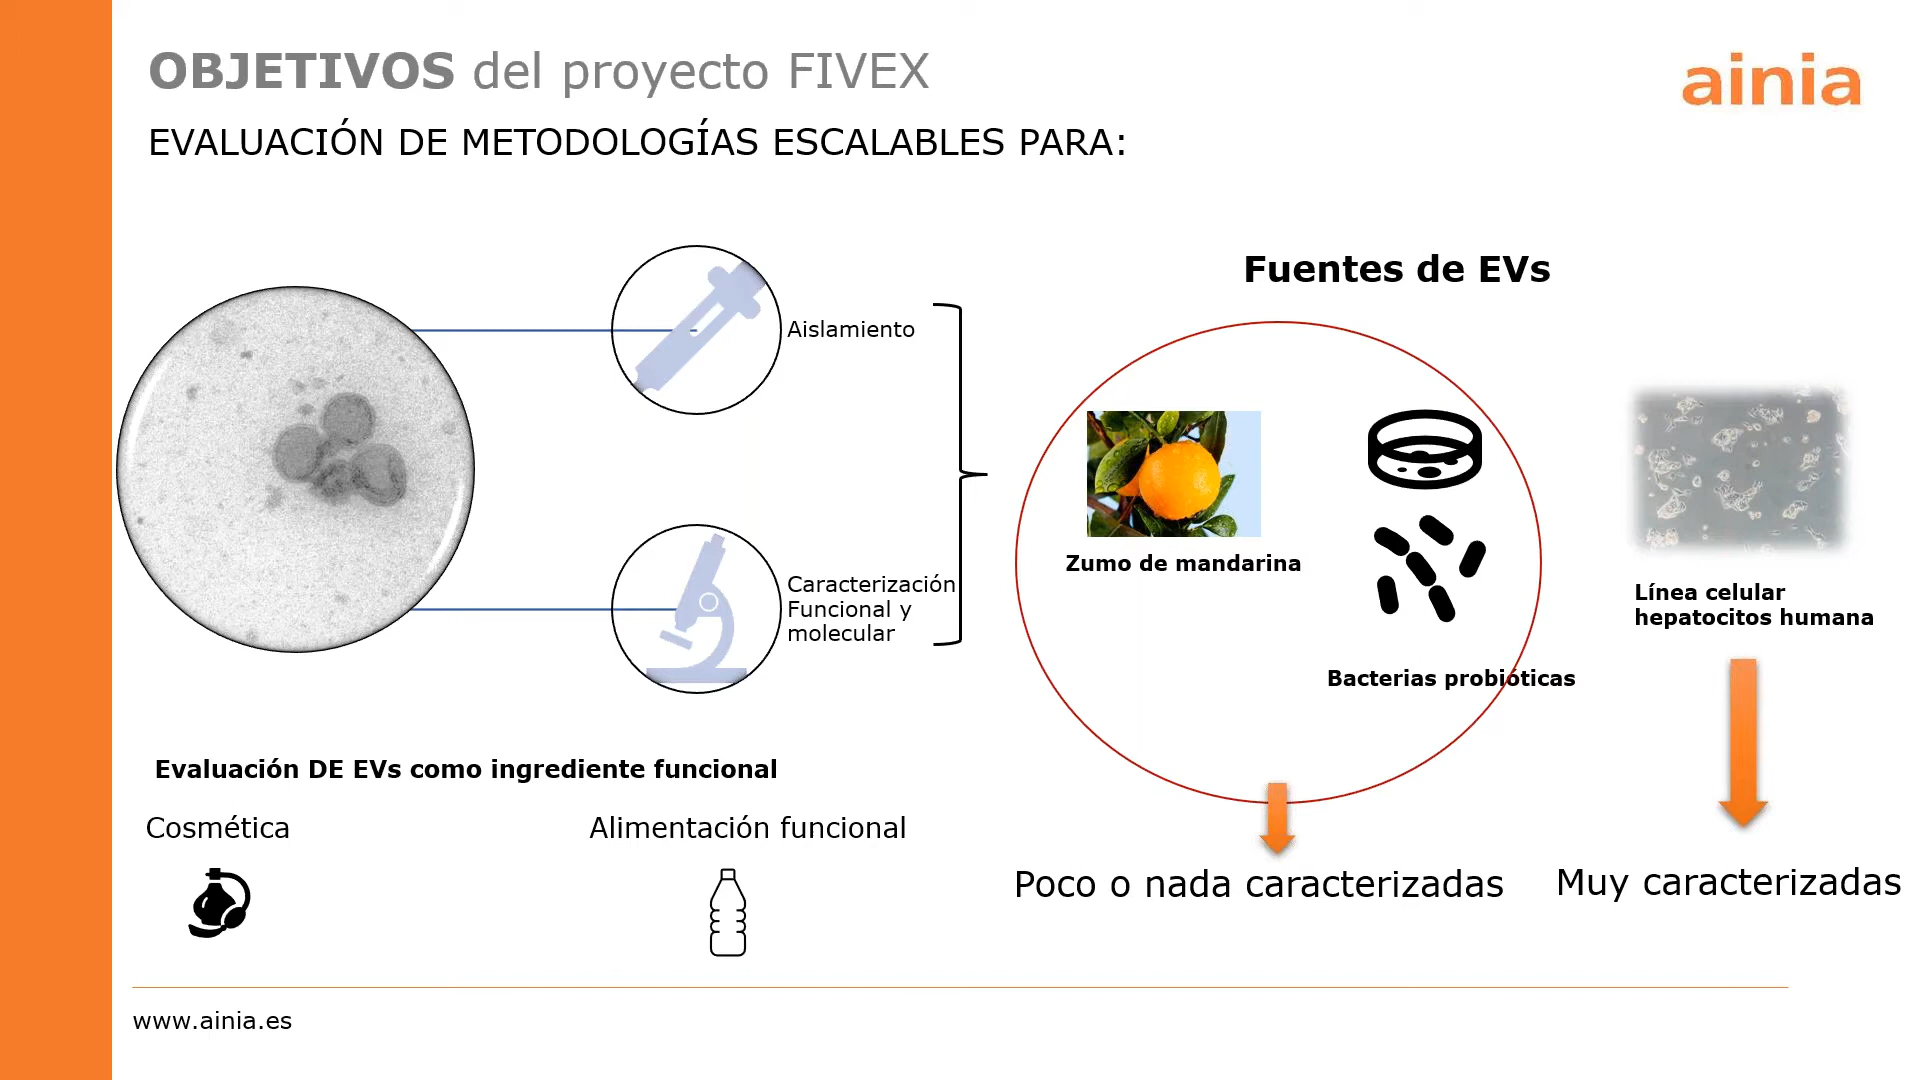 OBJETIVOS del proyecto FIVEX
ainia
EVALUACIÓN DE METODOLOGÍAS ESCALABLES PARA:
Aislamiento
Caracterización
Funcional y
molecular
Fuentes de EVs
Zumo de mandarina
Bacterias probióticas
Línea celular
hepatocitos humana
Evaluación DE EVs como ingrediente funcional
Cosmética
Alimentación funcional
Poco o nada caracterizadas
Muy caracterizadas
www.ainia.es